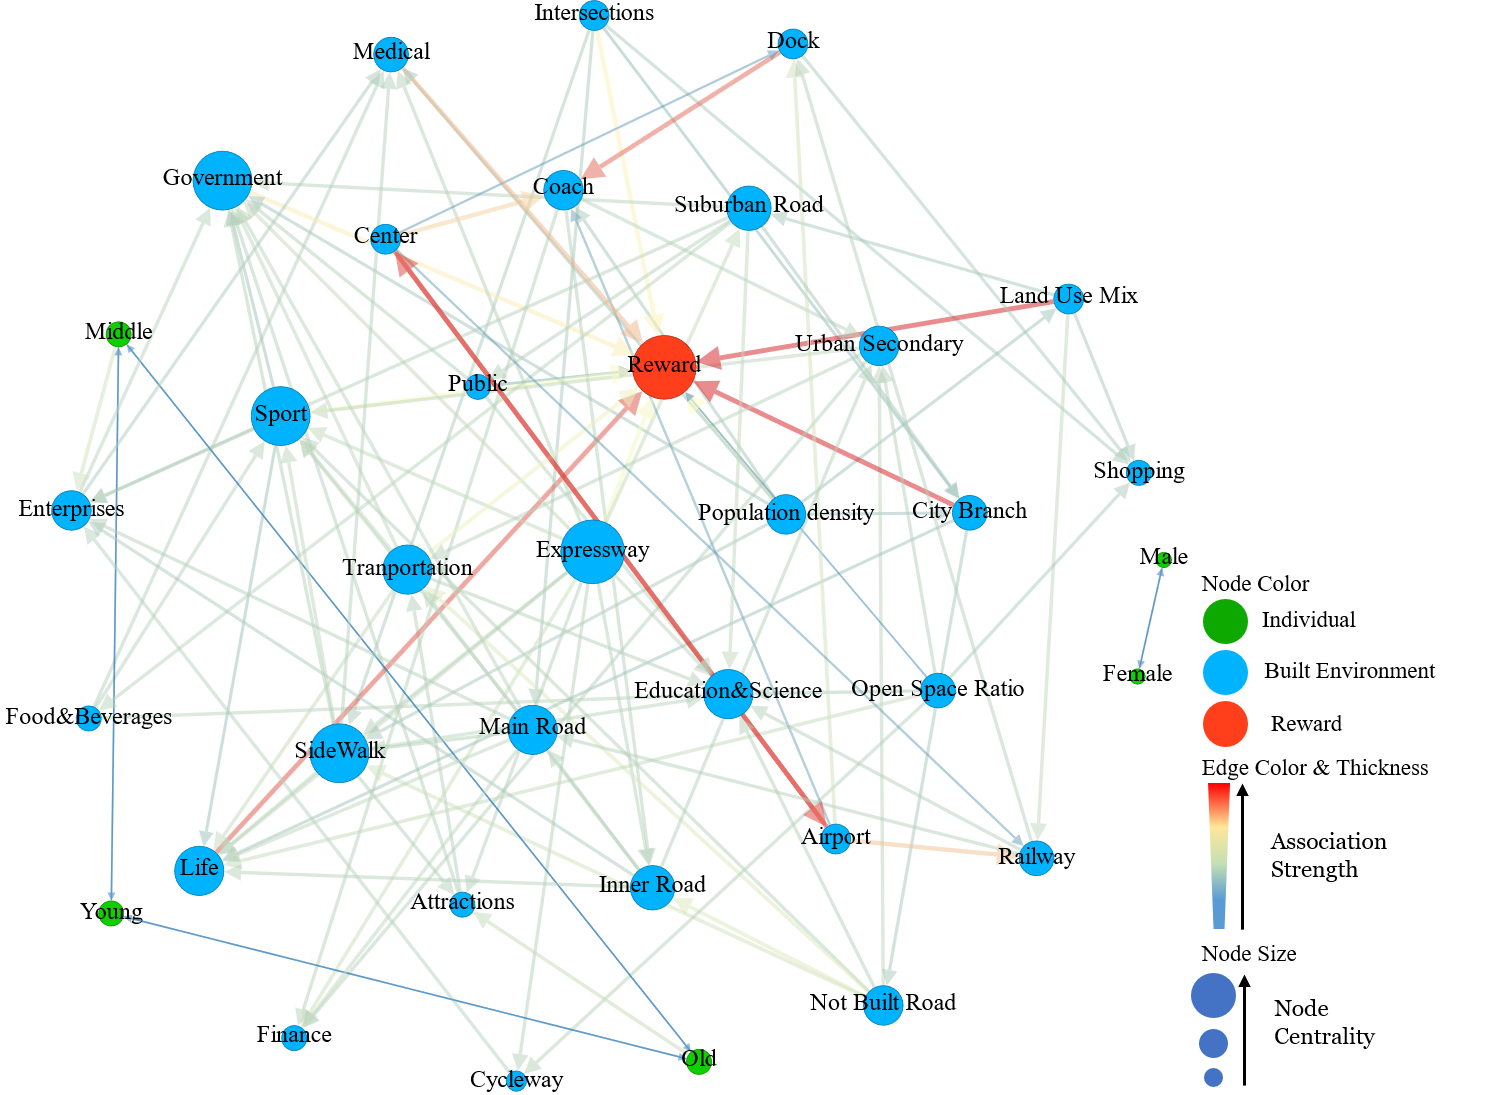 Intersections
Dock
Medical
Government
Coach
Suburban Road
Center
Land Use Mix
Middle
Urban Secondary
Reward
Public
Sport
Shopping
Enterprises
Population density
City Branch
Expressway
Tranportation
Male
Node Color
Individual
Female
Built Environment
Education&Science
Open Space Ratio
Food&Beverages
Main Road
Reward
SideWalk
Edge Color & Thickness
Airport
Association
Strength
Railway
Life
Inner Road
Attractions
Young
Node Size
Not Built Road
Node
Centrality
Finance
Old
Cycleway